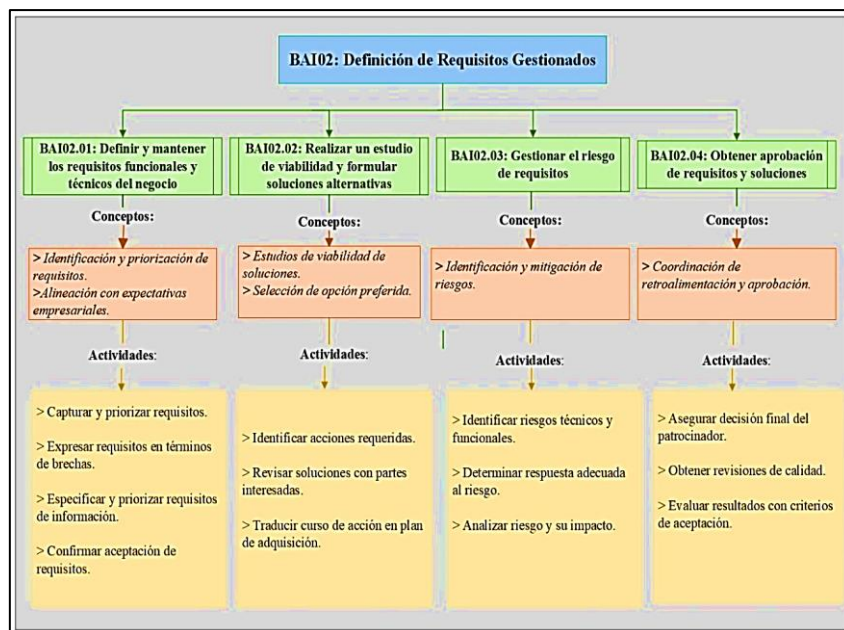 BAI02: Definición de Requisitos Gestionados
BAI02.01: Definir y mantener
los requisitos funcionales y
técnicos del negocio
Conceptos:
> Identificación y priorización de
requisitos.
>Alineación con expectativas
empresariales.
Actividades:
> Capturar y priorizar requisitos.
> Expresar requisitos en términos
de brechas.
> Especificar y priorizar requisitos
de información.
> Confirmar aceptación de
requisitos.
BAI02.02: Realizar un estudio
de viabilidad y formular
soluciones alternativas
Conceptos:
> Estudios de viabilidad de
soluciones.
> Selección de opción preferida.
Actividades:
> Identificar acciones requeridas.
> Revisar soluciones con partes
interesadas.
> Traducir curso de acción en plan
de adquisición.
BAI02.03: Gestionar el riesgo
de requisitos
Conceptos:
> Identificación y mitigación de
riesgos.
Actividades:
> Identificar riesgos técnicos y
funcionales.
> Determinar respuesta adecuada
al riesgo.
> Analizar riesgo y su impacto.
BAI02.04: Obtener aprobación
de requisitos y soluciones
Conceptos:
> Coordinación de
retroalimentación y aprobación.
Actividades:
> Asegurar decisión final del
patrocinador.
> Obtener revisiones de calidad.
> Evaluar resultados con criterios
de aceptación.